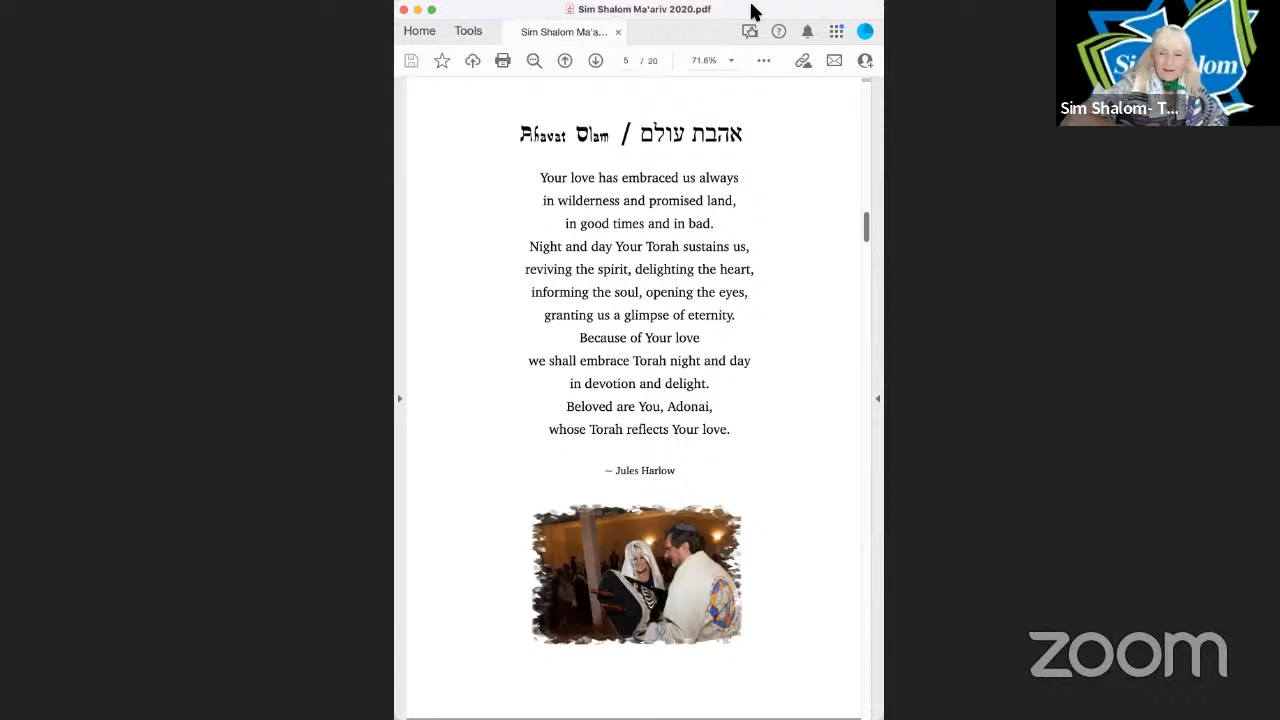 Sim Shalom Ma'ariv 2020.pdf
Home Tools Sim Shalom Ma'a... ×
5 / 20 71.6%
Ahavat Olam / אהבת עולם
Your love has embraced us always
in wilderness and promised land,
in good times and in bad.
Night and day Your Torah sustains us,
reviving the spirit, delighting the heart,
informing the soul, opening the eyes,
granting us a glimpse of eternity.
Because of Your love
we shall embrace Torah night and day
in devotion and delight.
Beloved are You, Adonai,
whose Torah reflects Your love.
~ Jules Harlow
Sim Shalom- T...
zoom